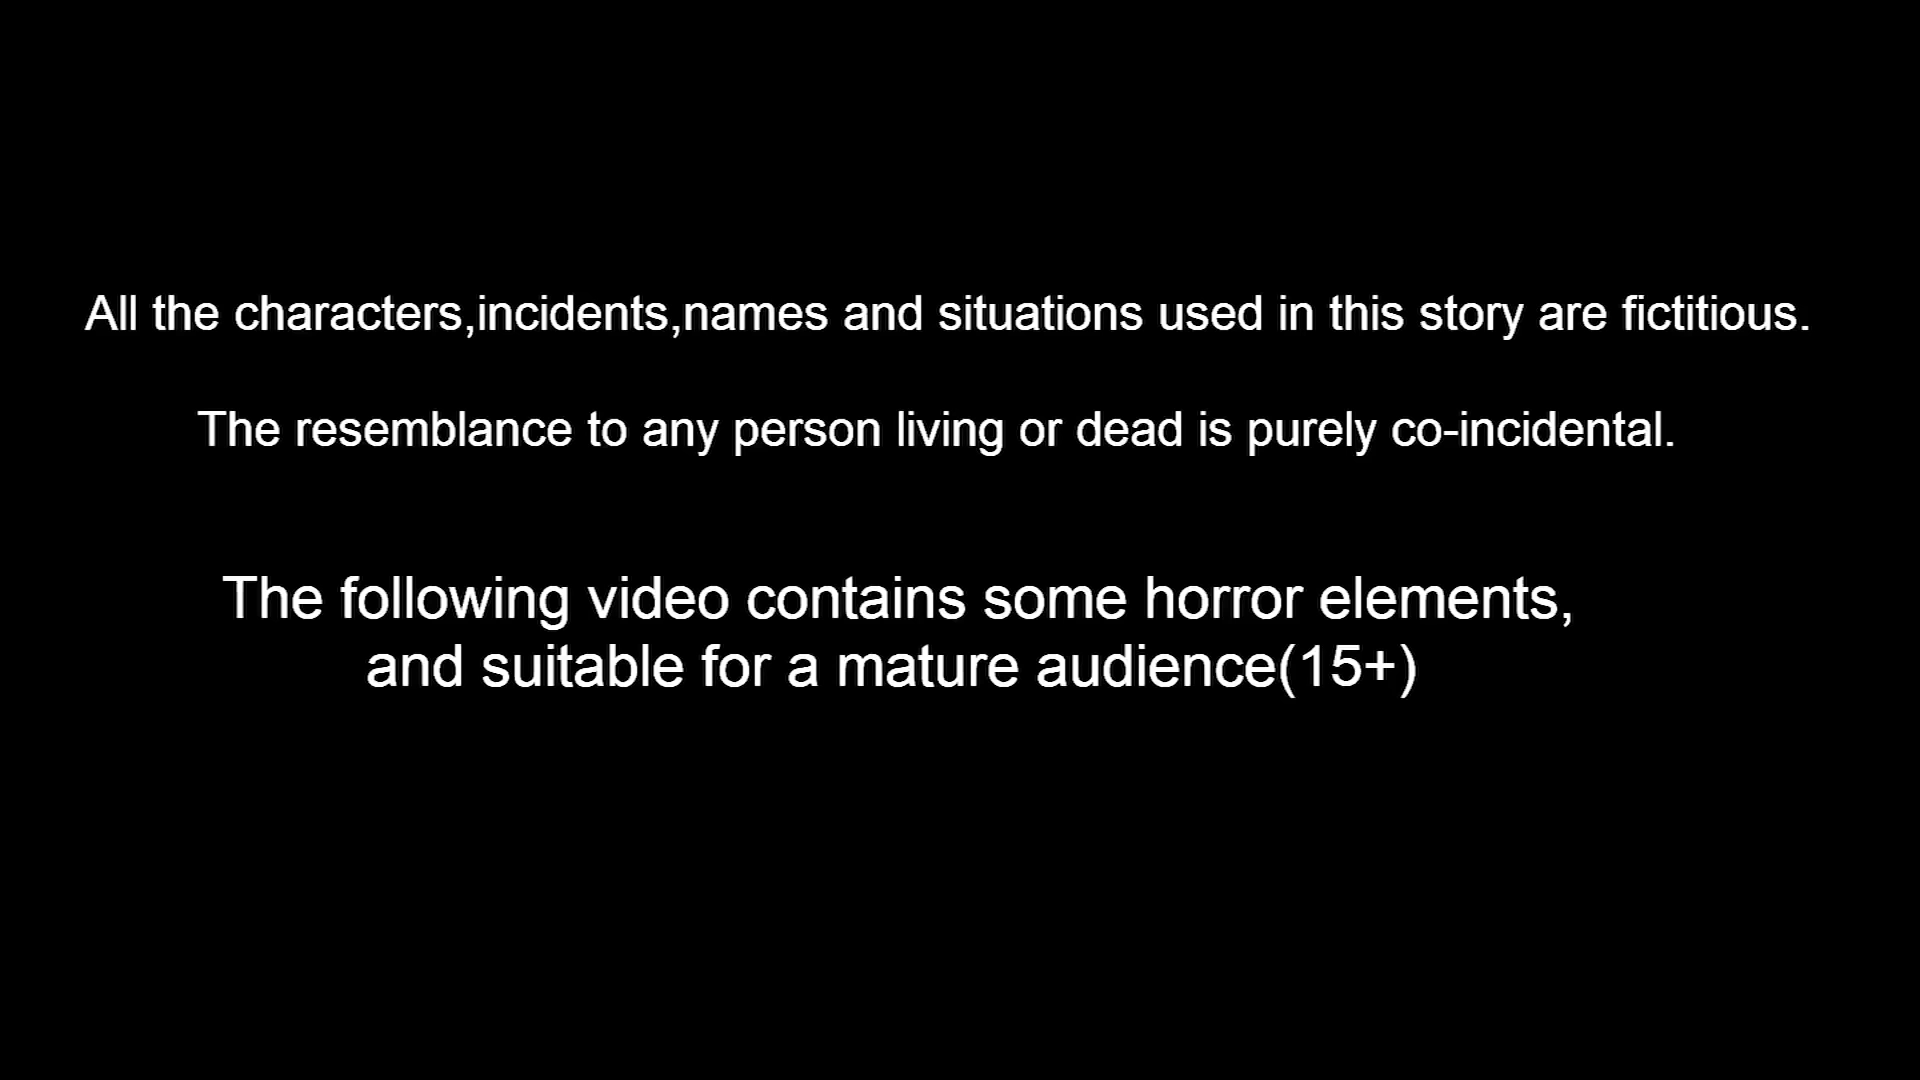 All the characters,incidents,names and situations used in this story are fictitious.
The resemblance to any person living or dead is purely co-incidental.
The following video contains some horror elements,
and suitable for a mature audience(15+)